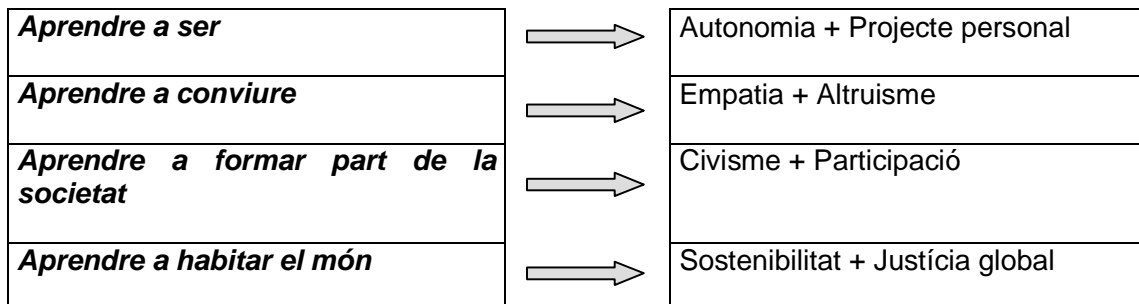 Aprendre a ser
Autonomia + Projecte personal
Aprendre a conviure
Empatia + Altruisme
Aprendre a formar part de la
societat
Civisme + Participació
Aprendre a habitar el món
Sostenibilitat + Justícia global